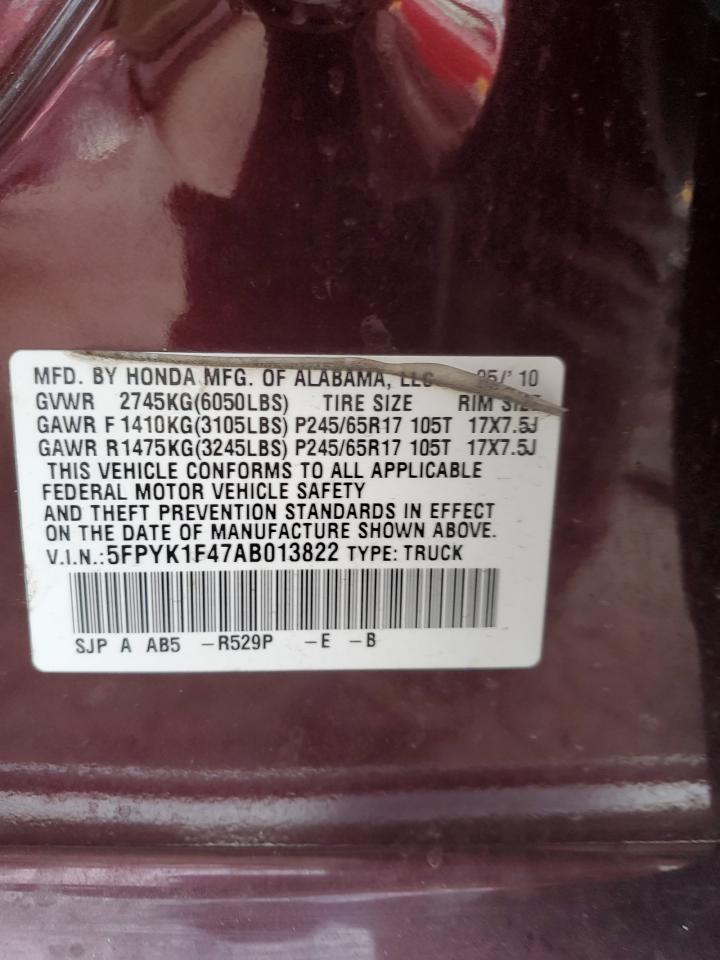 MFD. BY HONDA MFG. OF ALABAMA, LLC 05/'10
GVWR 2745KG(6050LBS) TIRE SIZE RIM SIZE
GAWR F 1410KG(3105LBS) P245/65R17 105T 17X7.5J
GAWR R1475KG(3245LBS) P245/65R17 105T 17X7.5J
THIS VEHICLE CONFORMS TO ALL APPLICABLE
FEDERAL MOTOR VEHICLE SAFETY
AND THEFT PREVENTION STANDARDS IN EFFECT
ON THE DATE OF MANUFACTURE SHOWN ABOVE.
V.I.N.:5FPYK1F47AB013822 TYPE: TRUCK
SJP A AB5 -R529P -E -B